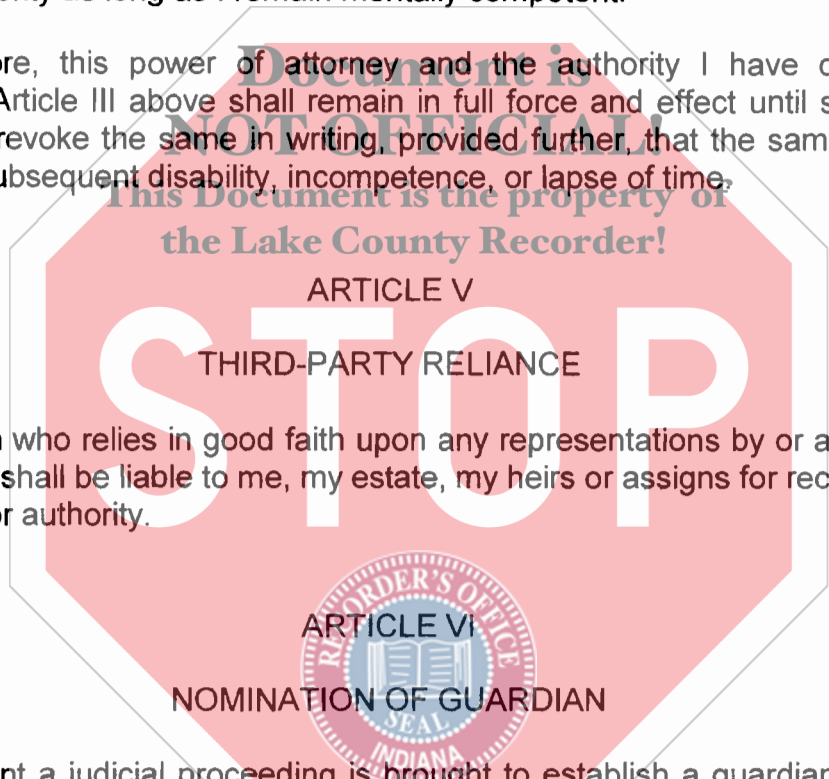 as long as I remain mentally competent.
ore, this power of attorney and the authority I have
Document is
Article III above shall remain in full force and effect until
NOT OFFICIAL!
revoke the same in writing, provided further, that the sam
ubsequent disability, incompetence, or lapse of time.
This Document is the property of
the Lake County Recorder!
ARTICLE V
STOP
THIRD-PARTY RELIANCE
who relies in good faith upon any representations by or
shall be liable to me, my estate, my heirs or assigns for rec
or authority.
RECORDER'S OFFICE
ARTICLE VI
NOMINATION OF GUARDIAN
SEAL
INDIANA
nt a judicial proceeding is brought to establish a guardian